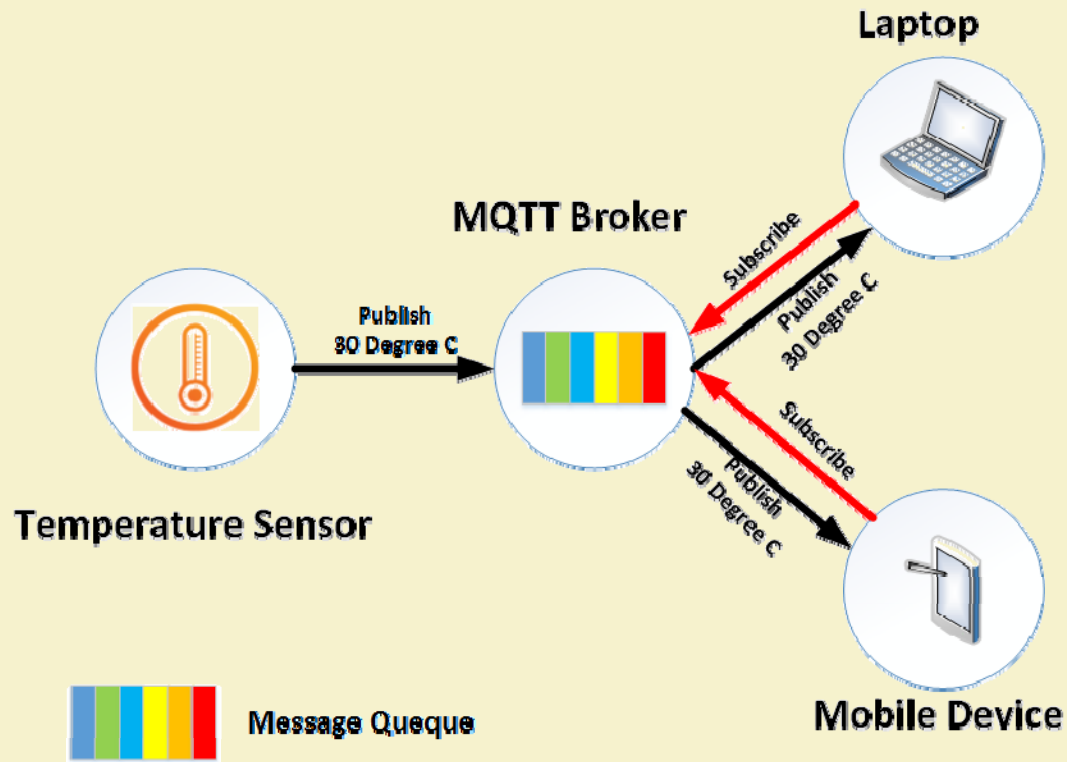 Laptop
MQTT Broker
Subscribe
Publish
30 Degree C
Publish
30 Degree C
Subscribe
Publish
30 Degree C
Temperature Sensor
Mobile Device
Message Queque